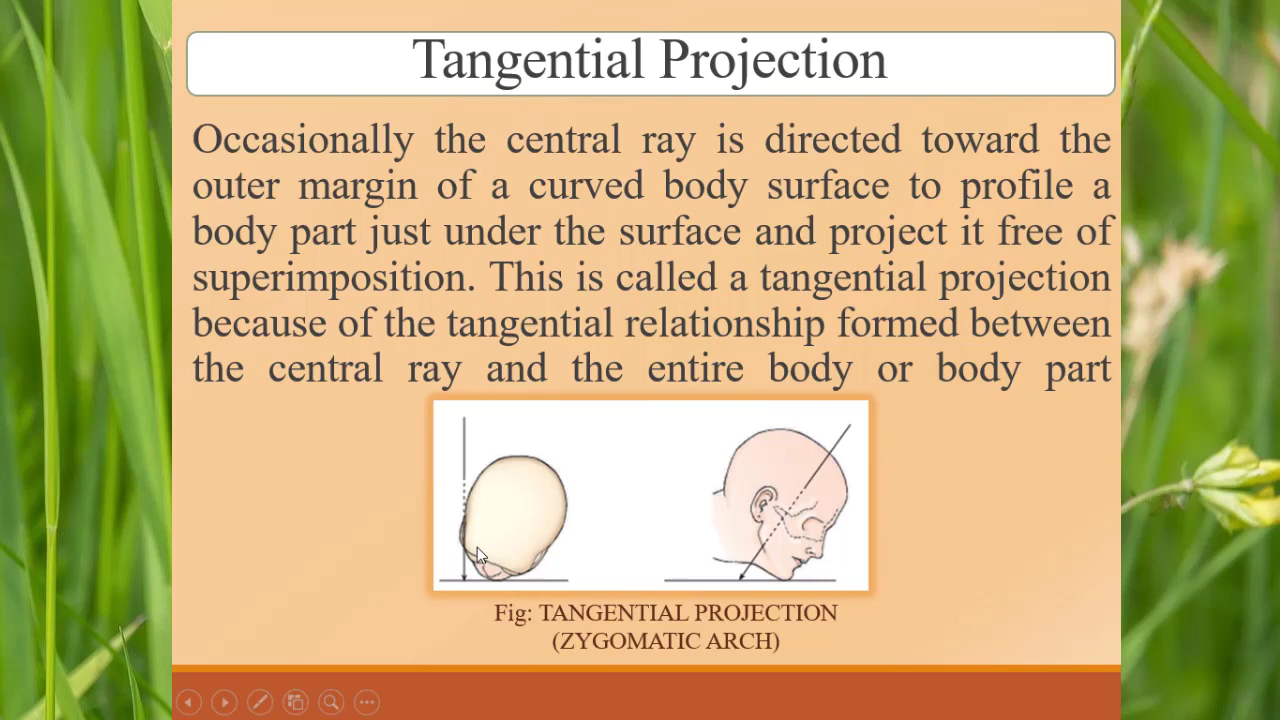 Tangential Projection
Occasionally the central ray is directed toward the
outer margin of a curved body surface to profile a
body part just under the surface and project it free of
superimposition. This is called a tangential projection
because of the tangential relationship formed between
the central ray and the entire body or body part
Fig: TANGENTIAL PROJECTION
(ZYGOMATIC ARCH)